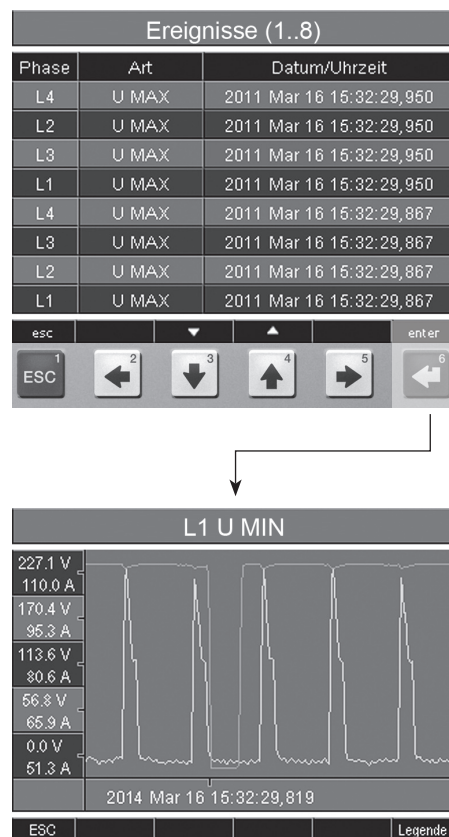 Ereignisse (1..8)
Phase Art Datum/Uhrzeit
L4 U MAX 2011 Mar 16 15:32:29,950
L2 U MAX 2011 Mar 16 15:32:29,950
L3 U MAX 2011 Mar 16 15:32:29,950
L1 U MAX 2011 Mar 16 15:32:29,950
L4 U MAX 2011 Mar 16 15:32:29,867
L3 U MAX 2011 Mar 16 15:32:29,867
L2 U MAX 2011 Mar 16 15:32:29,867
L1 U MAX 2011 Mar 16 15:32:29,867
esc enter
ESC 1 2 3 4 5 6
L1 U MIN
227.1 V
110.0 A
170.4 V
95.3 A
113.6 V
80.6 A
56.8 V
65.9 A
0.0 V
51.3 A
2014 Mar 16 15:32:29,819
ESC Legende